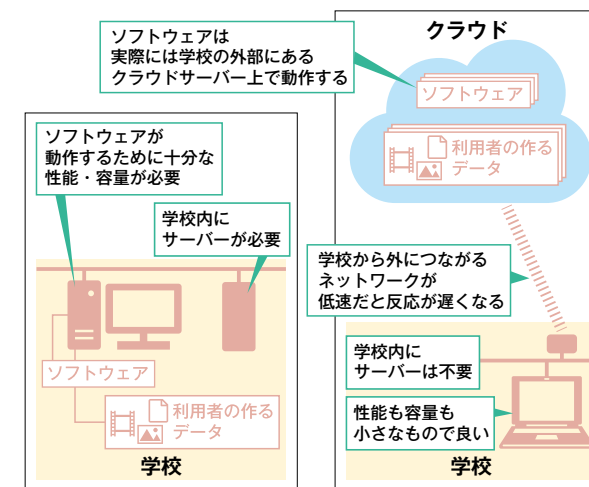 ソフトウェアは
実際には学校の外部にある
クラウドサーバー上で動作する
クラウド
ソフトウェア
利用者の作る
データ
ソフトウェアが
動作するために十分な
性能・容量が必要
学校内に
サーバーが必要
ソフトウェア
利用者の作る
データ
学校
学校から外につながる
ネットワークが
低速だと反応が遅くなる
学校内に
サーバーは不要
性能も容量も
小さなもので良い
学校